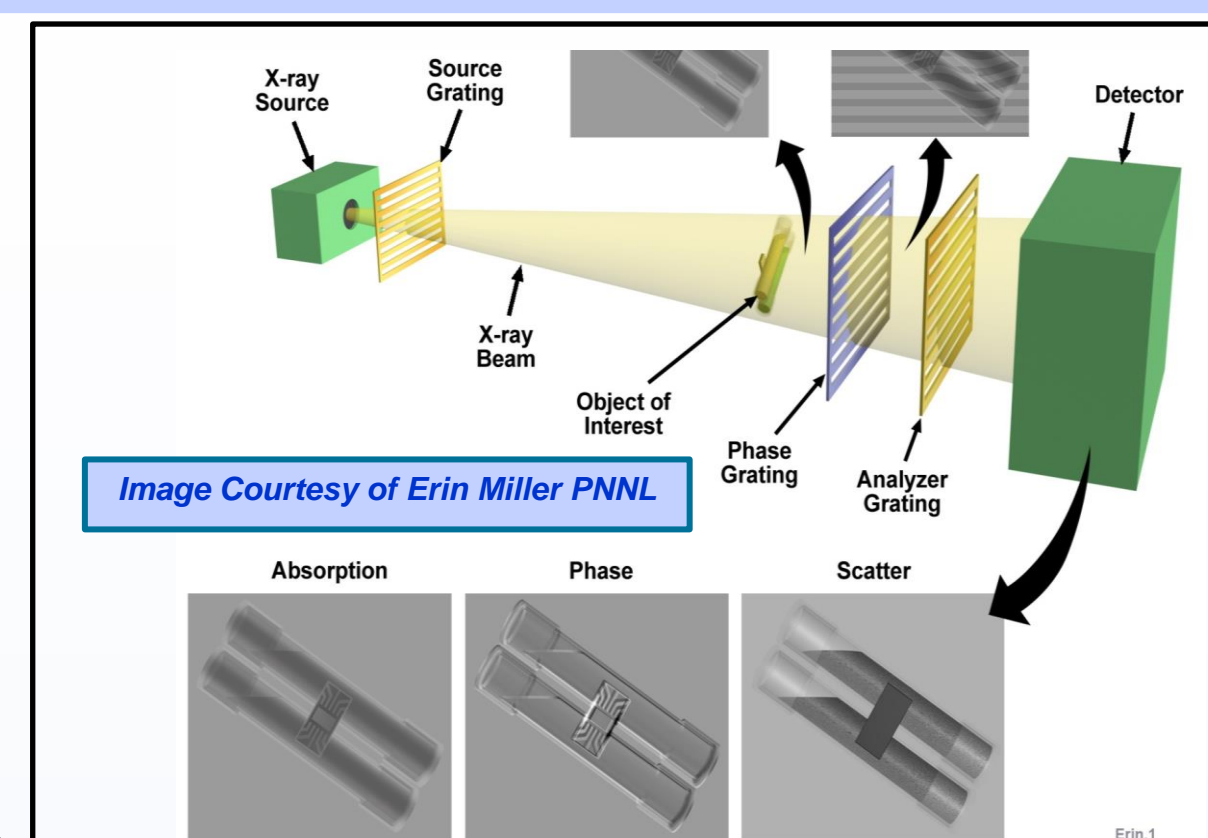 X-ray
Source
Source
Grating
Detector
X-ray
Beam
Object of
Interest
Phase
Grating
Analyzer
Grating
Image Courtesy of Erin Miller PNNL
Absorption
Phase
Scatter
Erin 1